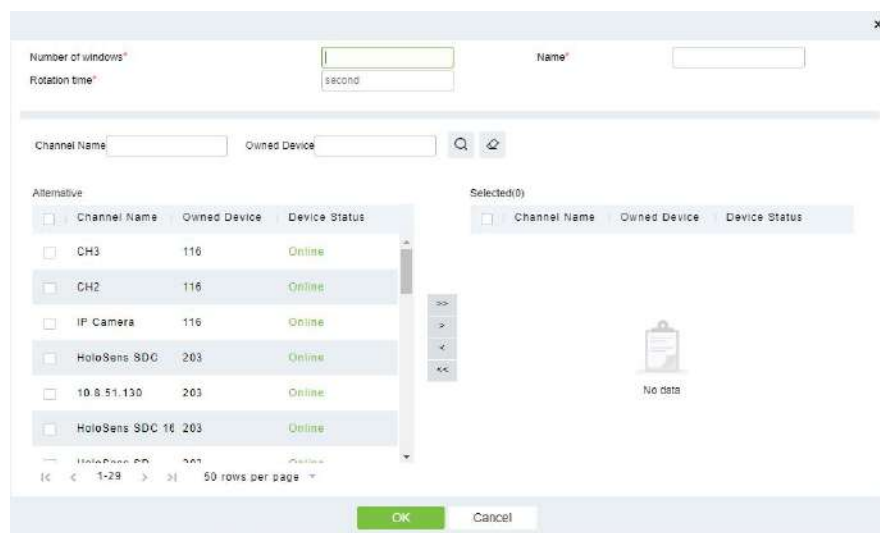 ×
Number of windows* Name*
Rotation time* second
Channel Name Owned Device
Alternative Selected(0)
Channel Name Owned Device Device Status Channel Name Owned Device Device Status
CH3 116 Online
CH2 116 Online
IP Camera 116 Online
HoloSens SDC 203 Online
10.8.51.130 203 Online
HoloSens SDC 16 203 Online
>>
>
<
<<
No data
|< < 1-29 > >| 50 rows per page
OK Cancel